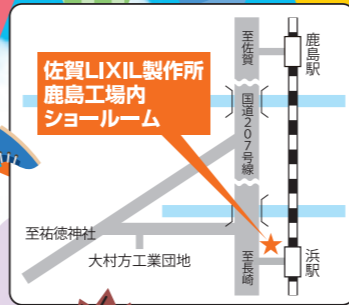 至佐賀
鹿島駅
佐賀LIXIL製作所
鹿島工場内
ショールーム
国道207号線
至祐徳神社
大村方工業団地
至長崎
浜駅